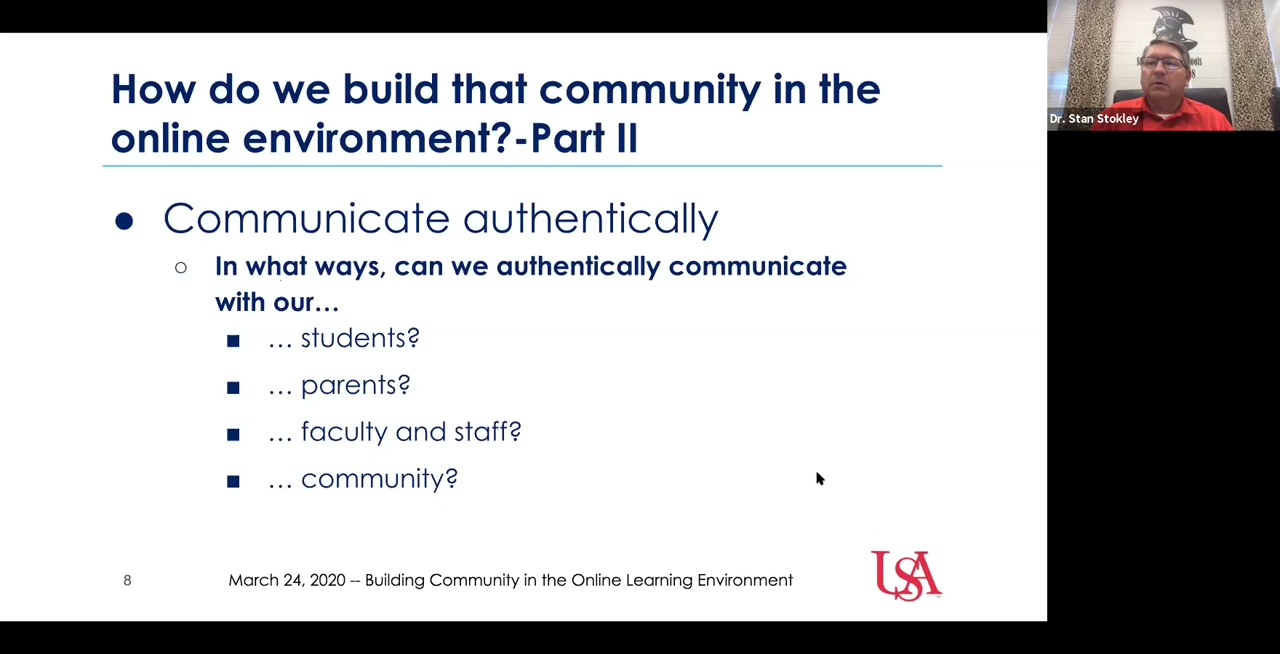 How do we build that community in the
online environment?-Part II
● Communicate authentically
○ In what ways, can we authentically communicate
with our…
■ … students?
■ … parents?
■ … faculty and staff?
■ … community?
8
March 24, 2020 -- Building Community in the Online Learning Environment
USA
Dr. Stan Stokley